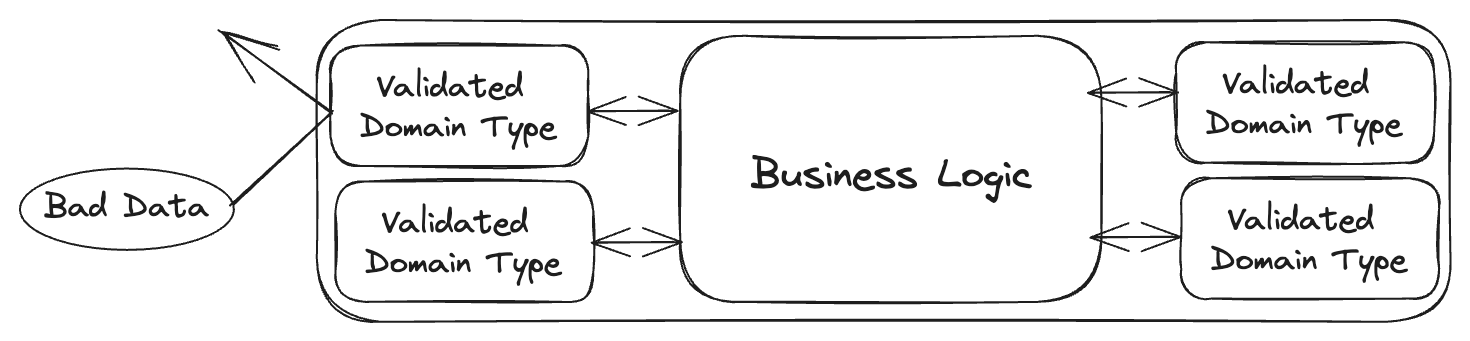 Validated
Domain Type
Validated
Domain Type
Bad Data
Business Logic
Validated
Domain Type
Validated
Domain Type